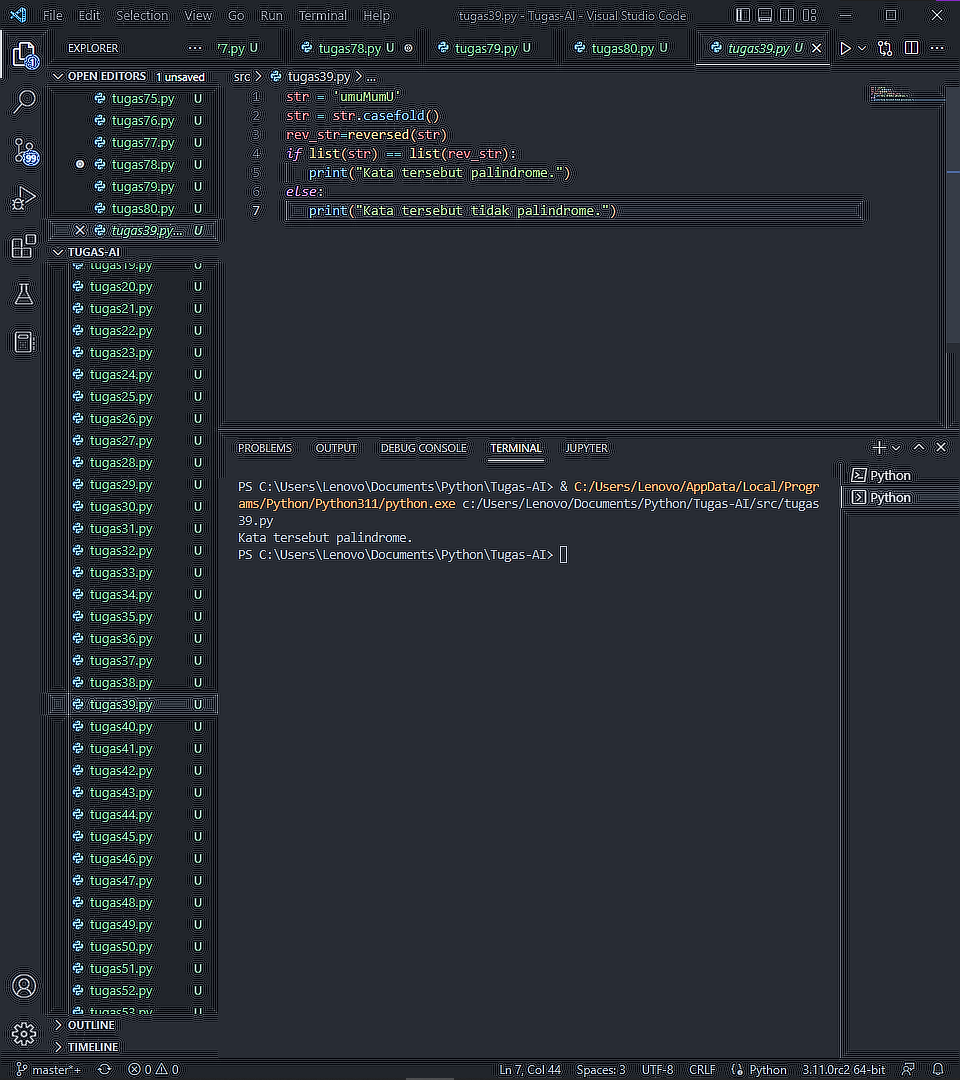 File Edit Selection View Go Run Terminal Help tugas39.py - Tugas-AI - Visual Studio Code
EXPLORER ... 77.py U tugas78.py U tugas79.py U tugas80.py U tugas39.py U
OPEN EDITORS 1 unsaved
tugas75.py U
tugas76.py U
tugas77.py U
tugas78.py U
tugas79.py U
tugas80.py U
tugas39.py... U
TUGAS-AI
tugas19.py U
tugas20.py U
tugas21.py U
tugas22.py U
tugas23.py U
tugas24.py U
tugas25.py U
tugas26.py U
tugas27.py U
tugas28.py U
tugas29.py U
tugas30.py U
tugas31.py U
tugas32.py U
tugas33.py U
tugas34.py U
tugas35.py U
tugas36.py U
tugas37.py U
tugas38.py U
tugas39.py U
tugas40.py U
tugas41.py U
tugas42.py U
tugas43.py U
tugas44.py U
tugas45.py U
tugas46.py U
tugas47.py U
tugas48.py U
tugas49.py U
tugas50.py U
tugas51.py U
tugas52.py U
tugas53.py U
OUTLINE
TIMELINE
src > tugas39.py > ...
1 str = 'umuMumU'
2 str = str.casefold()
3 rev_str=reversed(str)
4 if list(str) == list(rev_str):
5 print("Kata tersebut palindrome.")
6 else:
7 print("Kata tersebut tidak palindrome.")
PROBLEMS OUTPUT DEBUG CONSOLE TERMINAL JUPYTER
PS C:\Users\Lenovo\Documents\Python\Tugas-AI> & C:/Users/Lenovo/AppData/Local/Progr
ams/Python/Python311/python.exe c:/Users/Lenovo/Documents/Python/Tugas-AI/src/tugas
39.py
Kata tersebut palindrome.
PS C:\Users\Lenovo\Documents\Python\Tugas-AI>
Python
Python
1
99
master*+ 0 0 Ln 7, Col 44 Spaces: 3 UTF-8 CRLF Python 3.11.0rc2 64-bit